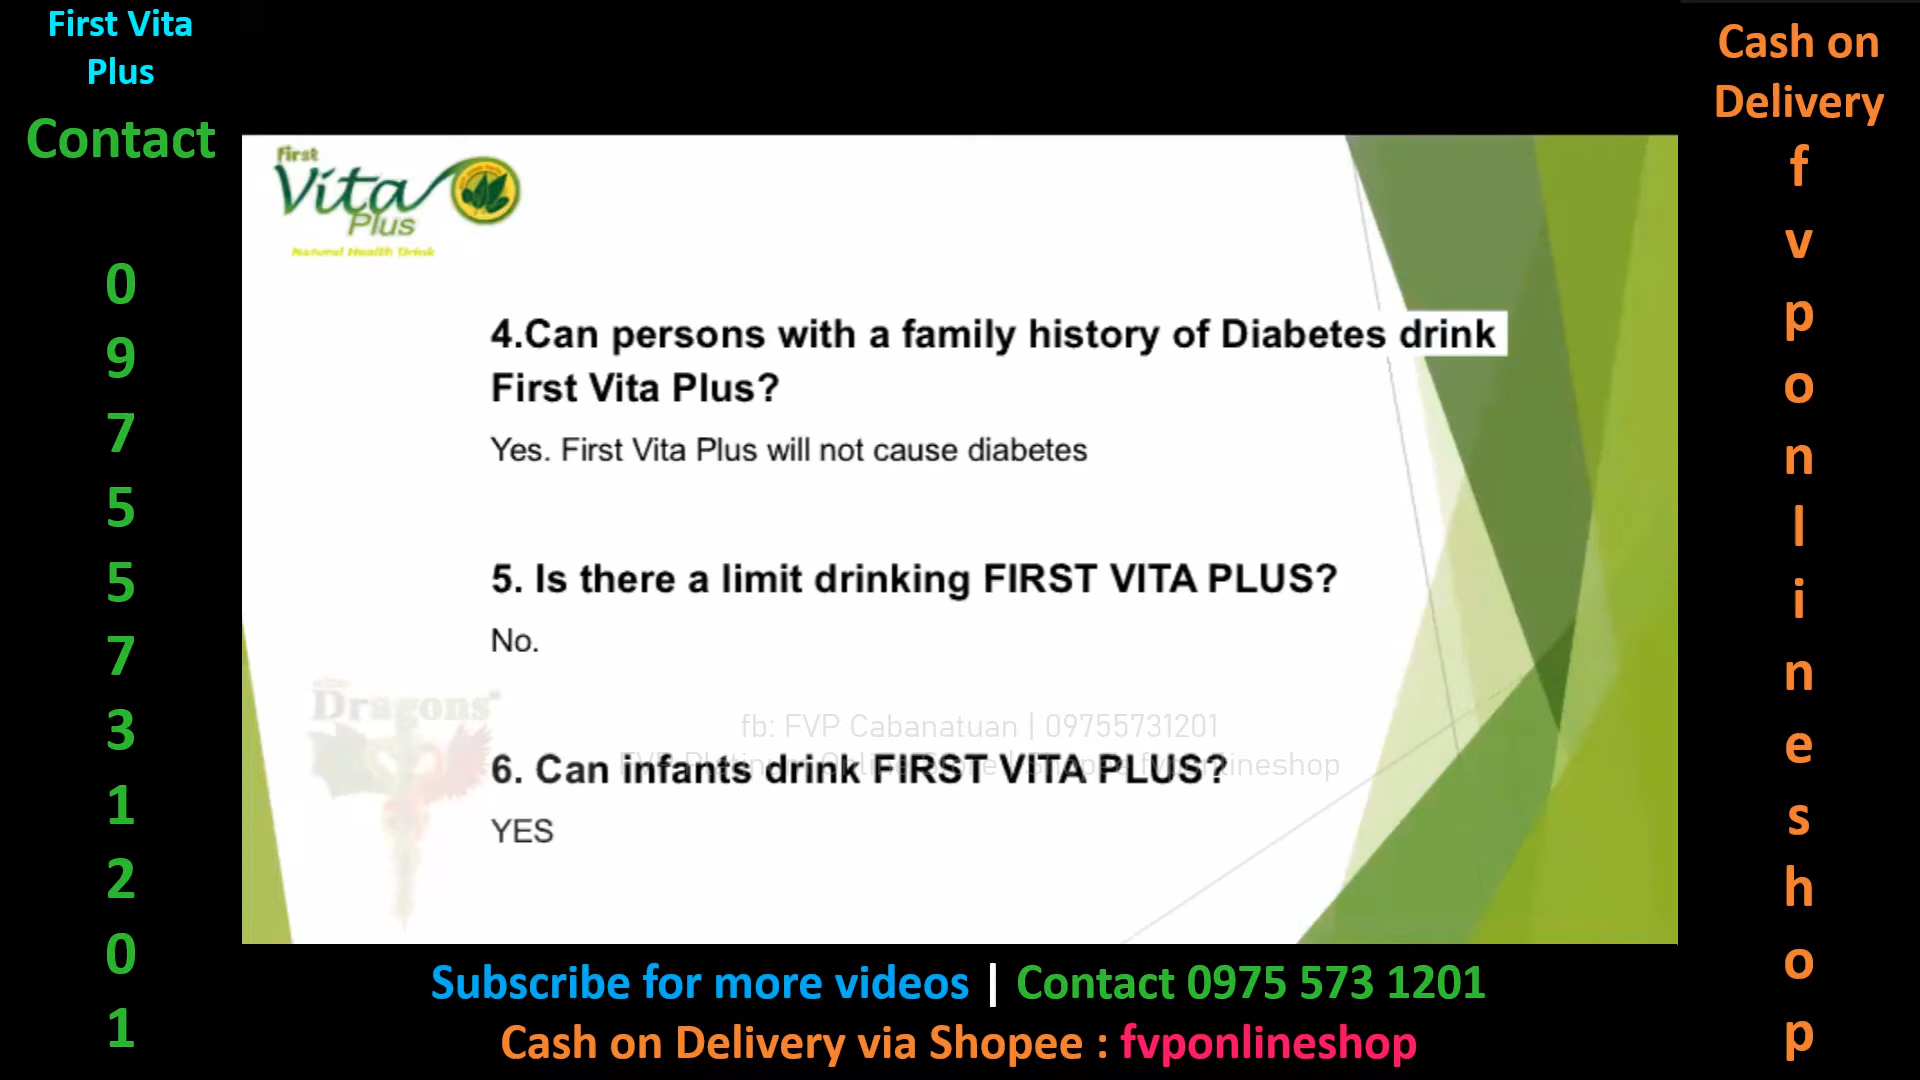 First Vita
Plus
Contact
0
9
7
5
5
7
3
1
2
0
1
First
Vita
Plus
Natural Health Drink
4.Can persons with a family history of Diabetes drink
First Vita Plus?
Yes. First Vita Plus will not cause diabetes
5. Is there a limit drinking FIRST VITA PLUS?
No.
Dragons
fb: FVP Cabanatuan | 09755731201
6. Can infants drink FIRST VITA PLUS?
YES
Subscribe for more videos | Contact 0975 573 1201
Cash on Delivery via Shopee : fvponlineshop
Cash on
Delivery
f
v
p
o
n
l
i
n
e
s
h
o
p